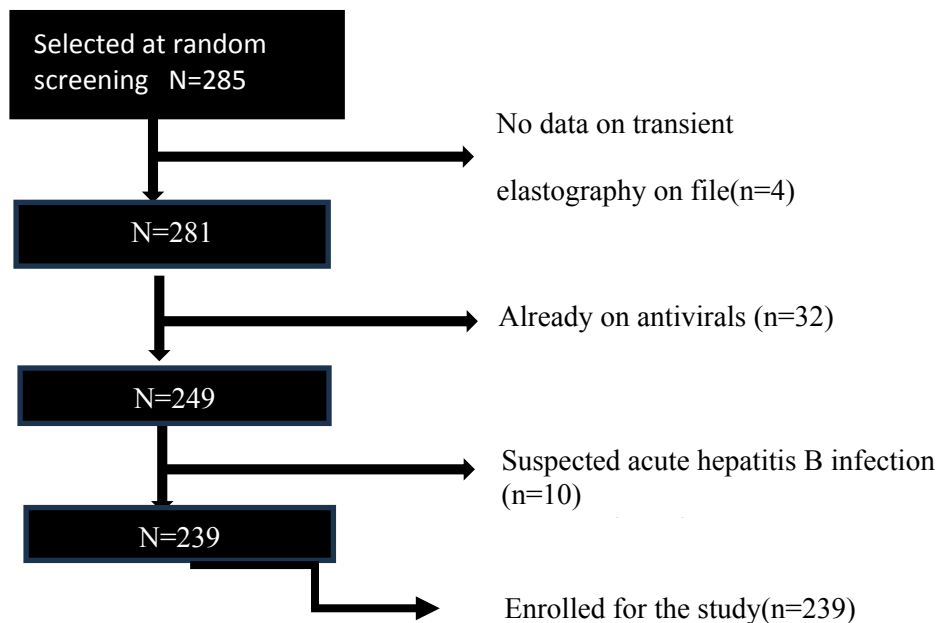 Selected at random
screening N=285
No data on transient
elastography on file(n=4)
N=281
Already on antivirals (n=32)
N=249
Suspected acute hepatitis B infection
(n=10)
N=239
Enrolled for the study(n=239)